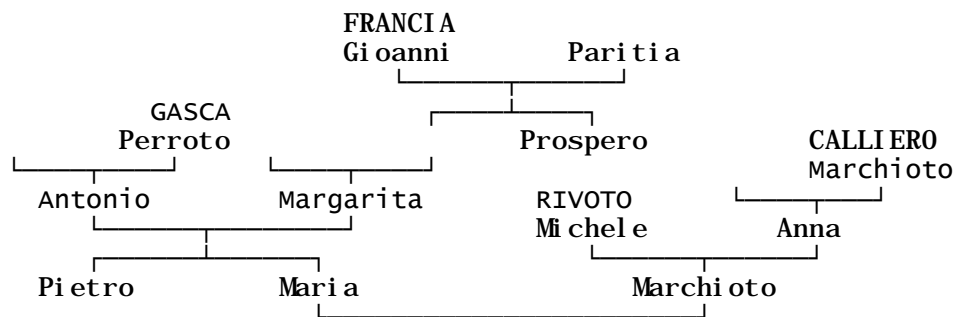 FRANCIA
Gioanni Paritia
GASCA
Perroto Prospero CALLIERO
Marchioto
Antonio Margarita RIVOTO
Michele Anna
Pietro Maria Marchioto